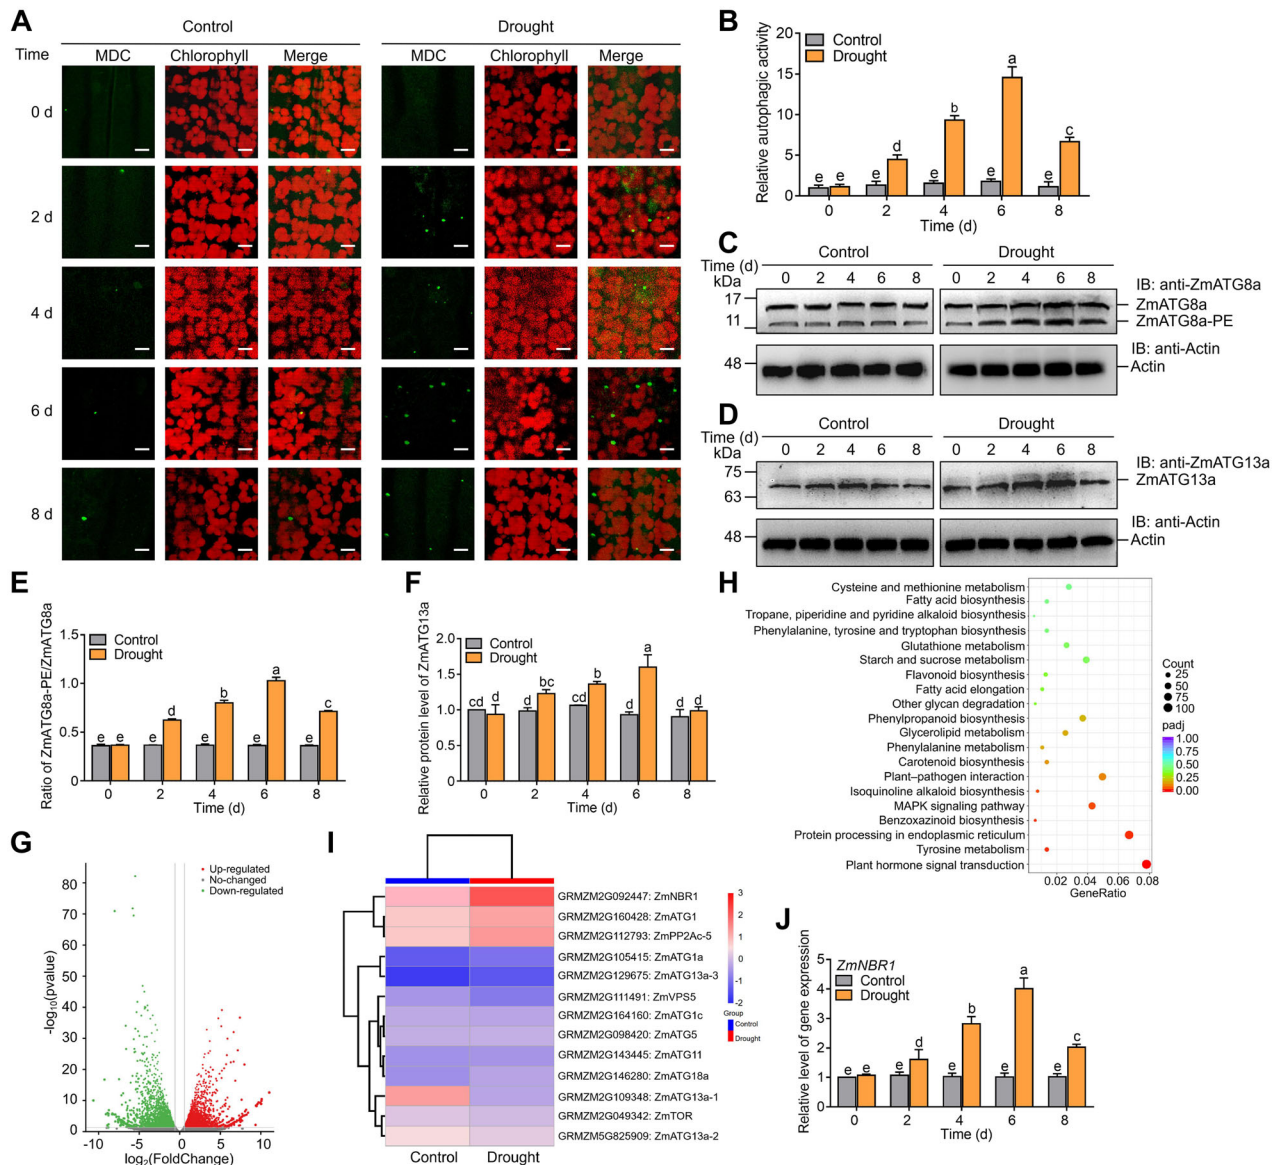 A
Control
Drought
Time
MDC
Chlorophyll
Merge
MDC
Chlorophyll
Merge
0 d
2 d
4 d
6 d
8 d
B
Relative autophagic activity
20
15
10
5
0
Control
Drought
e e e d e b e a e c
0 2 4 6 8
Time (d)
C
Control
Drought
Time (d)
0 2 4 6 8
0 2 4 6 8
kDa
IB: anti-ZmATG8a
17
ZmATG8a
11
ZmATG8a-PE
IB: anti-Actin
48
Actin
D
Control
Drought
Time (d)
0 2 4 6 8
0 2 4 6 8
kDa
IB: anti-ZmATG13a
75
ZmATG13a
63
IB: anti-Actin
48
Actin
E
Ratio of ZmATG8a-PE/ZmATG8a
1.5
1.0
0.5
0
Control
Drought
e e e d e b e a e c
0 2 4 6 8
Time (d)
F
Relative protein level of ZmATG13a
2.0
1.5
1.0
0.5
0
Control
Drought
cd d cd bc cd b d a d d
0 2 4 6 8
Time (d)
H
Cysteine and methionine metabolism
Fatty acid biosynthesis
Tropane, piperidine and pyridine alkaloid biosynthesis
Phenylalanine, tyrosine and tryptophan biosynthesis
Glutathione metabolism
Starch and sucrose metabolism
Flavonoid biosynthesis
Fatty acid elongation
Other glycan degradation
Phenylpropanoid biosynthesis
Glycerolipid metabolism
Phenylalanine metabolism
Carotenoid biosynthesis
Plant–pathogen interaction
Isoquinoline alkaloid biosynthesis
MAPK signaling pathway
Benzoxazinoid biosynthesis
Protein processing in endoplasmic reticulum
Tyrosine metabolism
Plant hormone signal transduction
0.02 0.04 0.06 0.08
GeneRatio
Count
25
50
75
100
padj
1.00
0.75
0.50
0.25
0.00
G
-log10(pvalue)
80
70
60
50
40
30
20
10
0
Up-regulated
No-changed
Down-regulated
-10 -5 0 5 10
log2(FoldChange)
I
GRMZM2G092447: ZmNBR1
GRMZM2G160428: ZmATG1
GRMZM2G112793: ZmPP2Ac-5
GRMZM2G105415: ZmATG1a
GRMZM2G129675: ZmATG13a-3
GRMZM2G111491: ZmVPS5
GRMZM2G164160: ZmATG1c
GRMZM2G098420: ZmATG5
GRMZM2G143445: ZmATG11
GRMZM2G146280: ZmATG18a
GRMZM2G109348: ZmATG13a-1
GRMZM2G049342: ZmTOR
GRMZM5G825909: ZmATG13a-2
Control
Drought
3
2
1
0
-1
-2
Group
Control
Drought
J
Relative level of gene expression
5
4
3
2
1
0
ZmNBR1
Control
Drought
e e e d e b e a e c
0 2 4 6 8
Time (d)